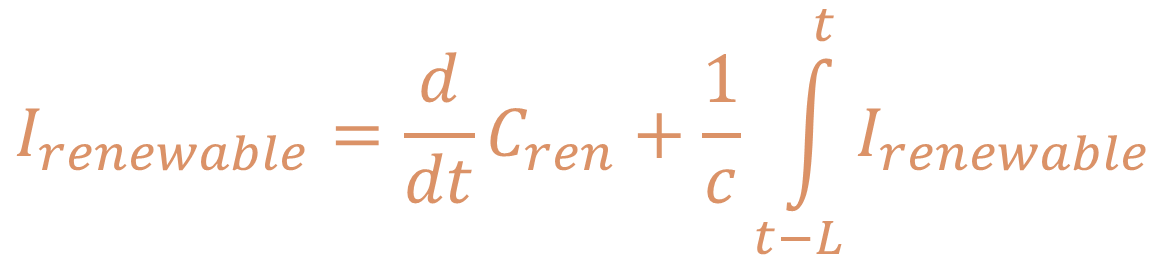 I_renewable = d/dt C_ren + 1/c ∫_{t−L}^{t} I_renewable